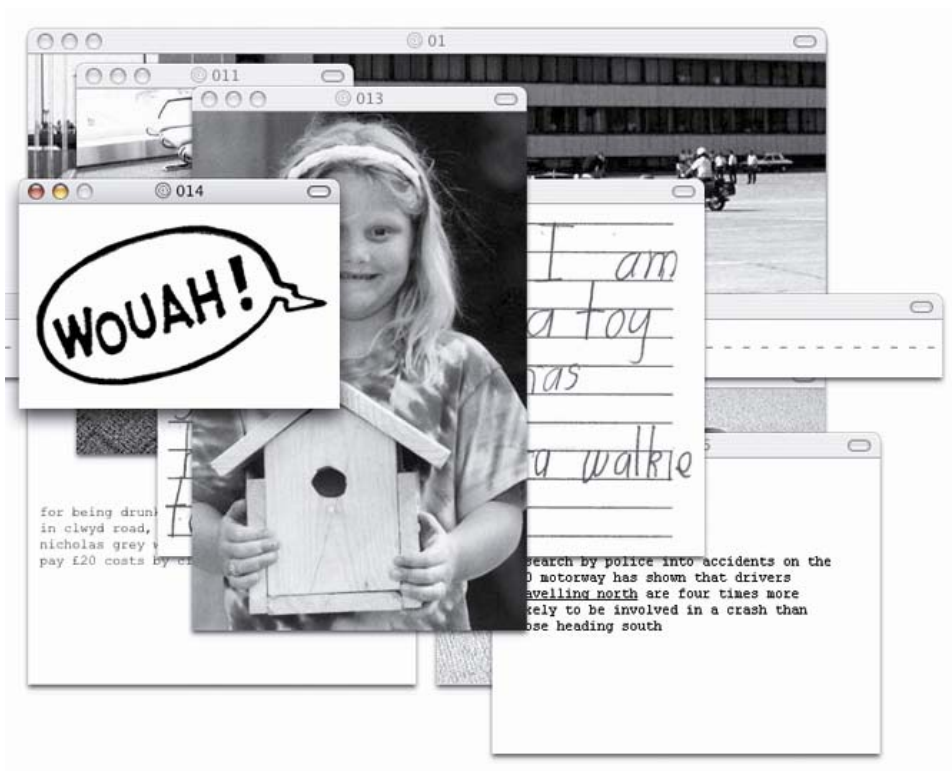 01
011
013
014
WOUAH!
I am
a toy
has
a walkie
for being drunk
in clwyd road,
nicholas grey
pay £20 costs by
search by police into accidents on the
motorway has shown that drivers
avelling north are four times more
kely to be involved in a crash than
ose heading south